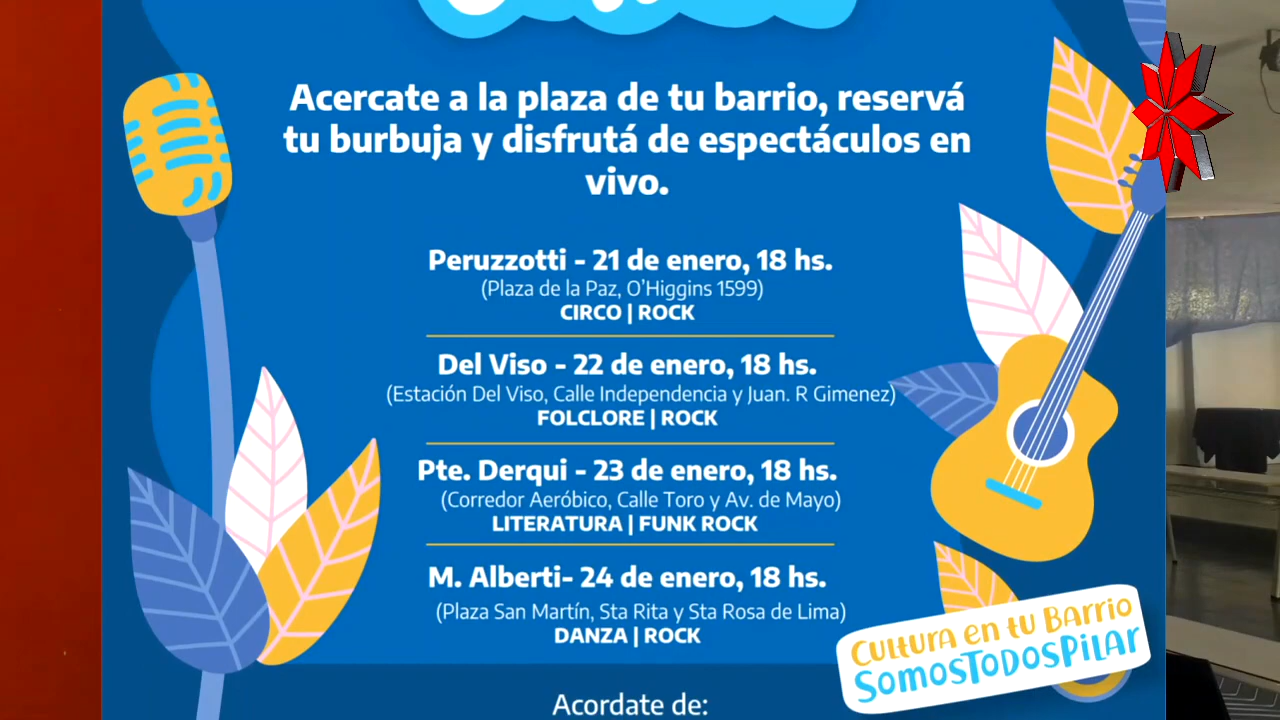 Acercate a la plaza de tu barrio, reservá
tu burbuja y disfrutá de espectáculos en
vivo.
Peruzzotti - 21 de enero, 18 hs.
(Plaza de la Paz, O'Higgins 1599)
CIRCO | ROCK
Del Viso - 22 de enero, 18 hs.
(Estación Del Viso, Calle Independencia y Juan. R Gimenez)
FOLCLORE | ROCK
Pte. Derqui - 23 de enero, 18 hs.
(Corredor Aeróbico, Calle Toro y Av. de Mayo)
LITERATURA | FUNK ROCK
M. Alberti- 24 de enero, 18 hs.
(Plaza San Martín, Sta Rita y Sta Rosa de Lima)
DANZA | ROCK
CULTURA en tu BARRIO
SOMOSTODOSPILAR
Acordate de: